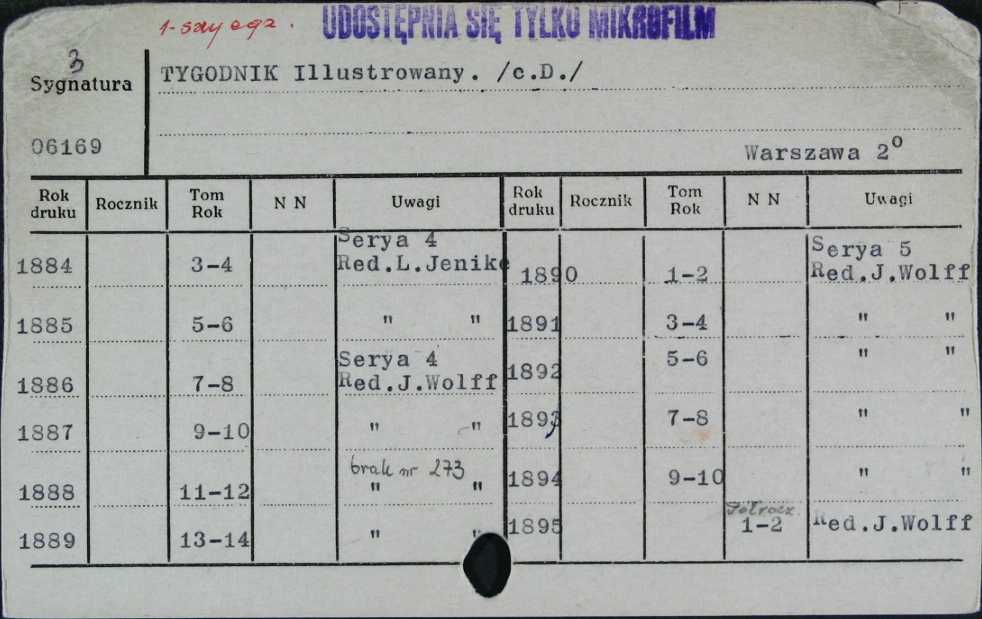 1-szy egz. UDOSTĘPNIA SIĘ TYLKO MIKROFILM
3
Sygnatura TYGODNIK Illustrowany. /c.D./
06169 Warszawa 2º
Rok druku Rocznik Tom Rok N N Uwagi Rok druku Rocznik Tom Rok N N Uwagi
1884 3-4 Serya 4 Red.L.Jenike 1890 1-2 Serya 5 Red.J.Wolff
1885 5-6 " " 1891 3-4 " "
1886 7-8 Serya 4 Red.J.Wolff 1892 5-6 " "
1887 9-10 " " 1893 7-8 " "
1888 11-12 brak nr 273 " " 1894 9-10 " "
1889 13-14 " " 1895 Półrocz. 1-2 Red.J.Wolff